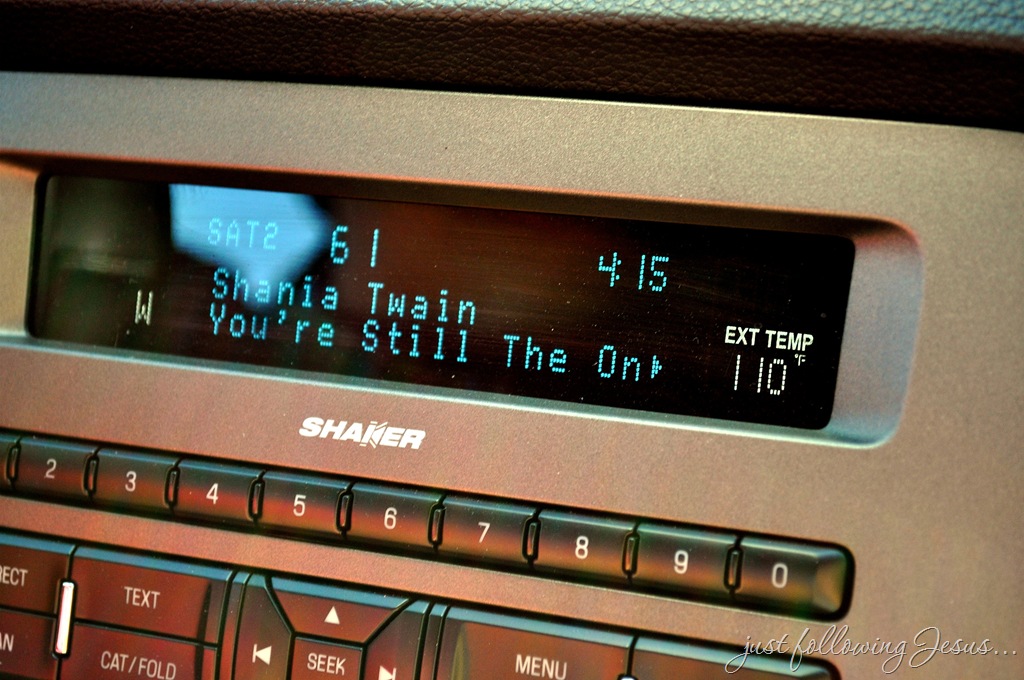 SAT2 61 4:15
Shania Twain
W You're Still The On
EXT TEMP
110°F
SHAKER
2 3 4 5 6 7 8 9 0
TEXT
CAT/FOLD
SEEK
MENU
just following Jesus...